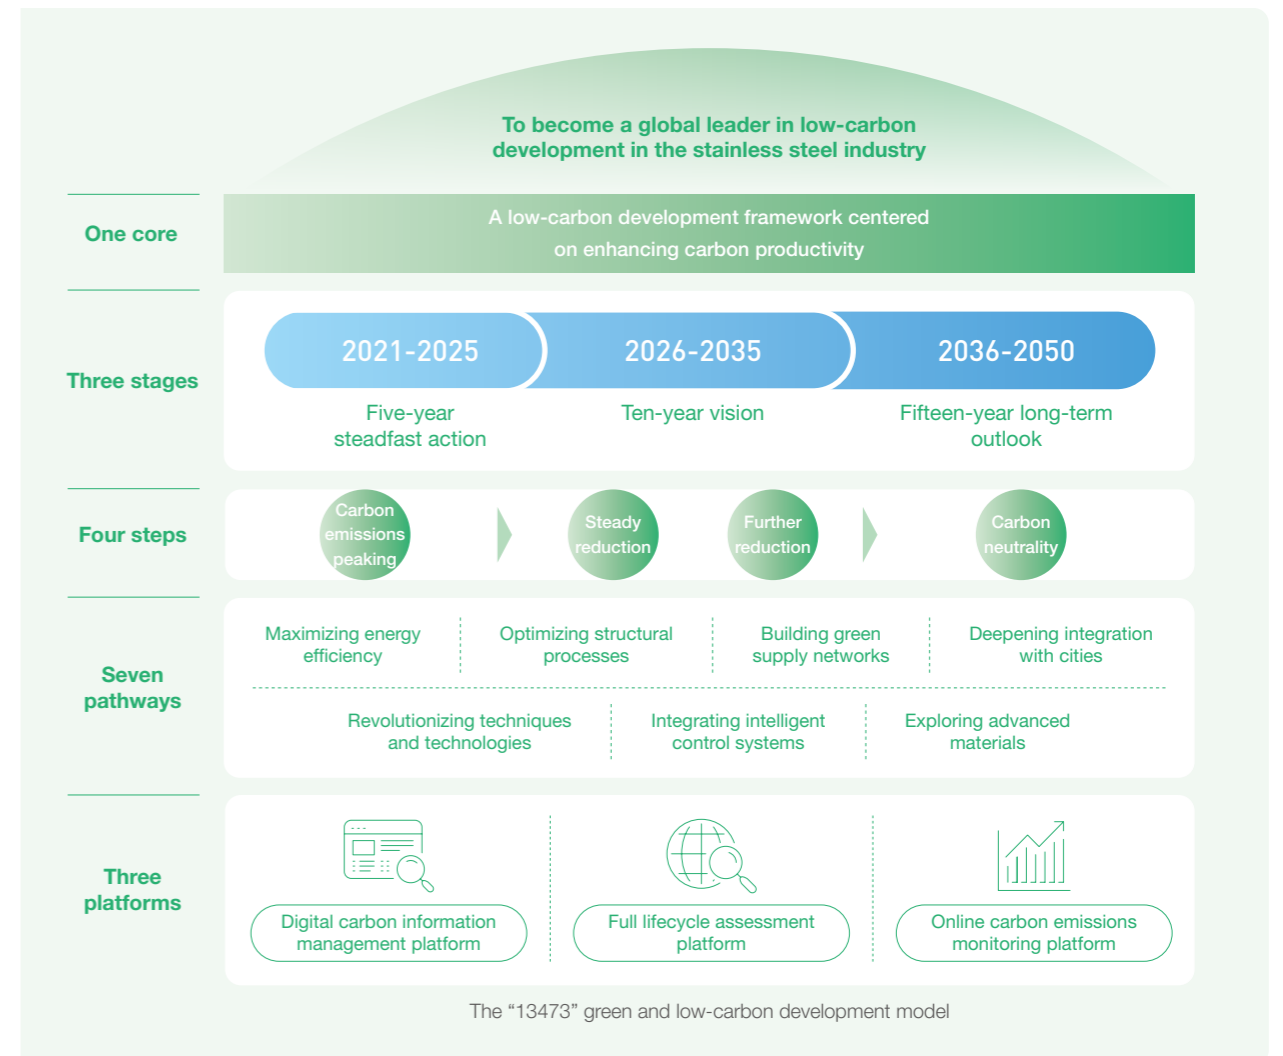 To become a global leader in low-carbon
development in the stainless steel industry
One core
A low-carbon development framework centered
on enhancing carbon productivity
Three stages
2021-2025
2026-2035
2036-2050
Five-year
steadfast action
Ten-year vision
Fifteen-year long-term
outlook
Four steps
Carbon
emissions
peaking
Steady
reduction
Further
reduction
Carbon
neutrality
Seven
pathways
Maximizing energy
efficiency
Optimizing structural
processes
Building green
supply networks
Deepening integration
with cities
Revolutionizing techniques
and technologies
Integrating intelligent
control systems
Exploring advanced
materials
Three
platforms
Digital carbon information
management platform
Full lifecycle assessment
platform
Online carbon emissions
monitoring platform
The “13473” green and low-carbon development model